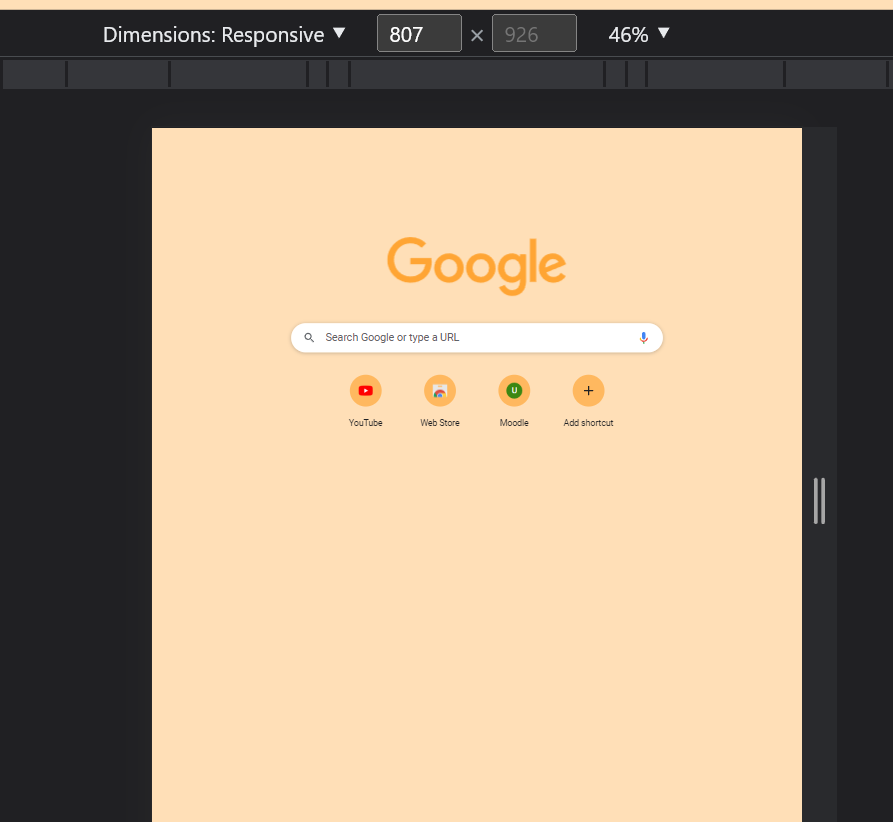 Dimensions: Responsive ▼ 807 × 926 46% ▼
Google
Search Google or type a URL
U
YouTube Web Store Moodle Add shortcut